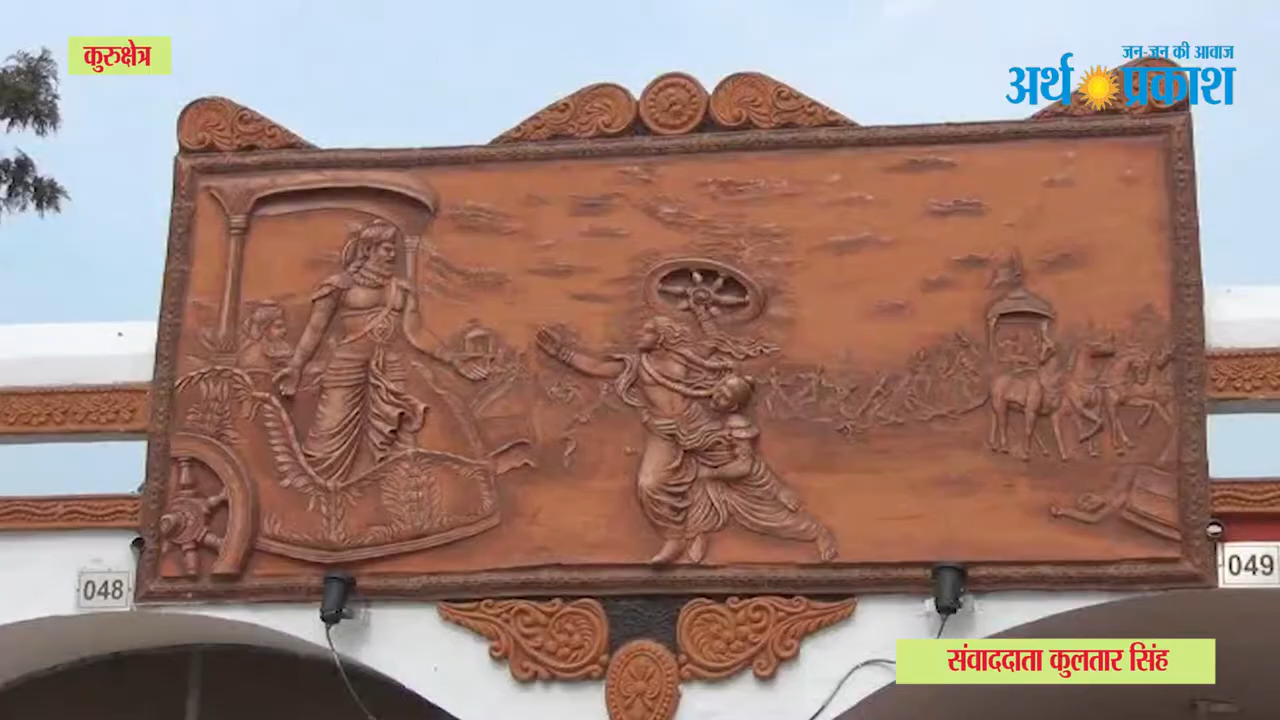 कुरुक्षेत्र
जन-जन की आवाज
अर्थ प्रकाश
048
049
संवाददाता कुलतार सिंह